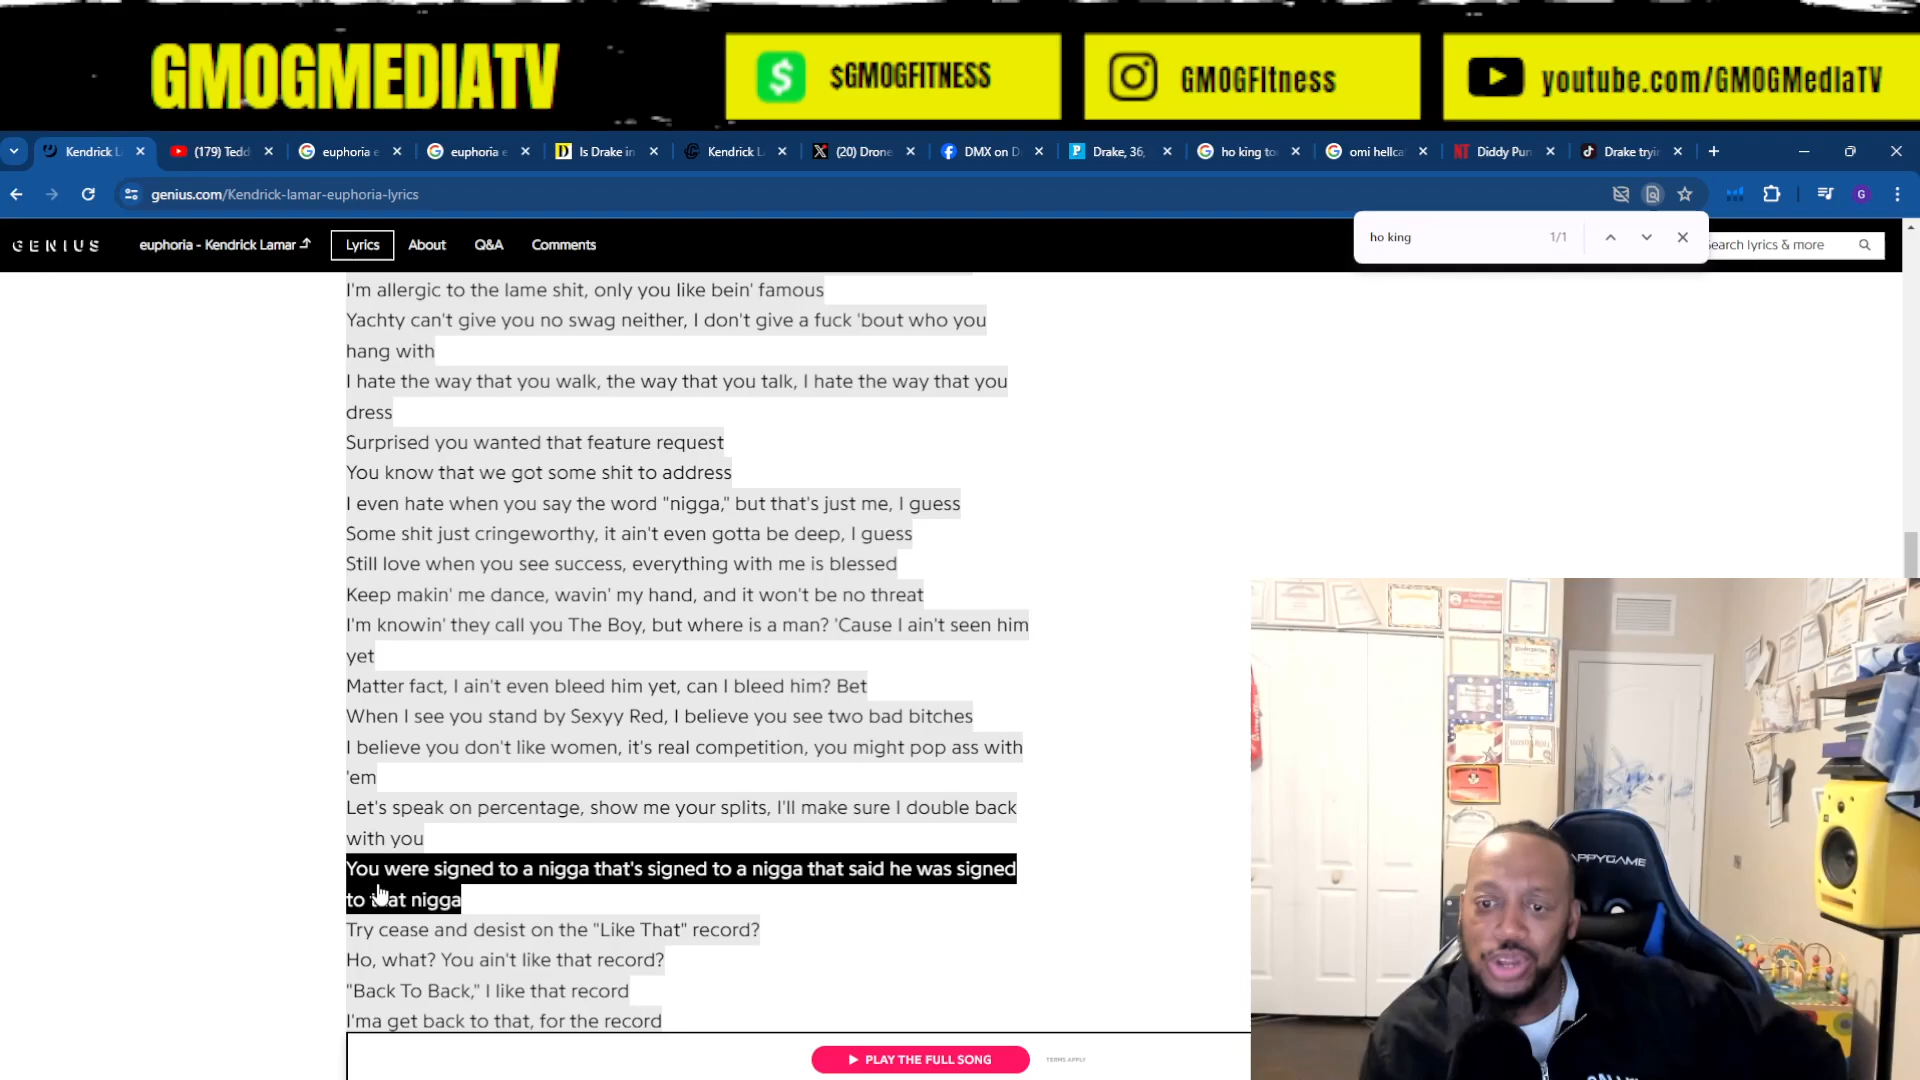 GMOGMEDIATV
$GMOGFITNESS
GMOGFitness
youtube.com/GMOGMediaTV
Kendrick L
(179) Tedd
euphoria e
euphoria e
Is Drake in
Kendrick L
(20) Drone
DMX on D
Drake, 36,
ho king to
omi hellca
Diddy Pun
Drake tryi
genius.com/Kendrick-lamar-euphoria-lyrics
G
ho king
1/1
GENIUS
euphoria - Kendrick Lamar
Lyrics
About
Q&A
Comments
earch lyrics & more
I'm allergic to the lame shit, only you like bein' famous
Yachty can't give you no swag neither, I don't give a fuck 'bout who you
hang with
I hate the way that you walk, the way that you talk, I hate the way that you
dress
Surprised you wanted that feature request
You know that we got some shit to address
I even hate when you say the word "nigga," but that's just me, I guess
Some shit just cringeworthy, it ain't even gotta be deep, I guess
Still love when you see success, everything with me is blessed
Keep makin' me dance, wavin' my hand, and it won't be no threat
I'm knowin' they call you The Boy, but where is a man? 'Cause I ain't seen him
yet
Matter fact, I ain't even bleed him yet, can I bleed him? Bet
When I see you stand by Sexyy Red, I believe you see two bad bitches
I believe you don't like women, it's real competition, you might pop ass with
'em
Let's speak on percentage, show me your splits, I'll make sure I double back
with you
You were signed to a nigga that's signed to a nigga that said he was signed
to that nigga
Try cease and desist on the "Like That" record?
Ho, what? You ain't like that record?
"Back To Back," I like that record
I'ma get back to that, for the record
PLAY THE FULL SONG
TERMS APPLY
APPYGAME